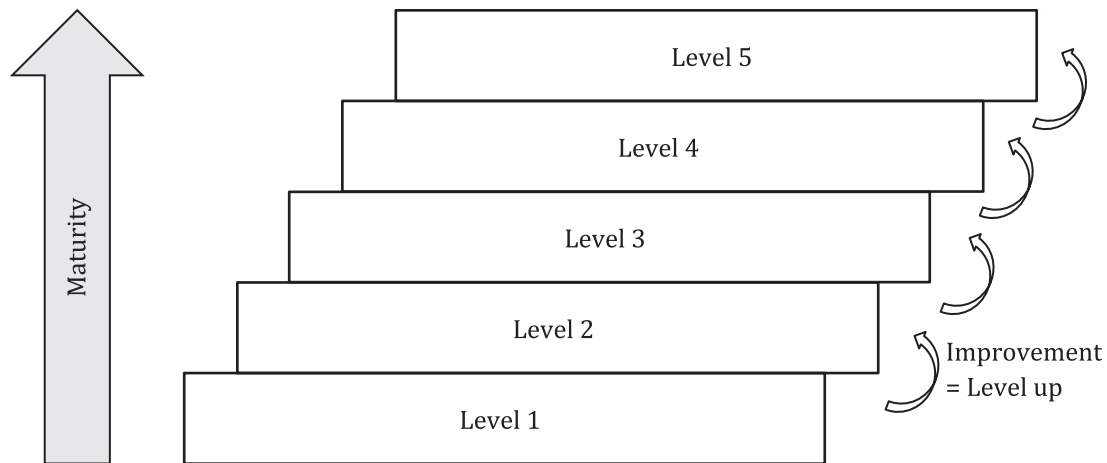 Level 5
Level 4
Level 3
Maturity
Level 2
Improvement
= Level up
Level 1